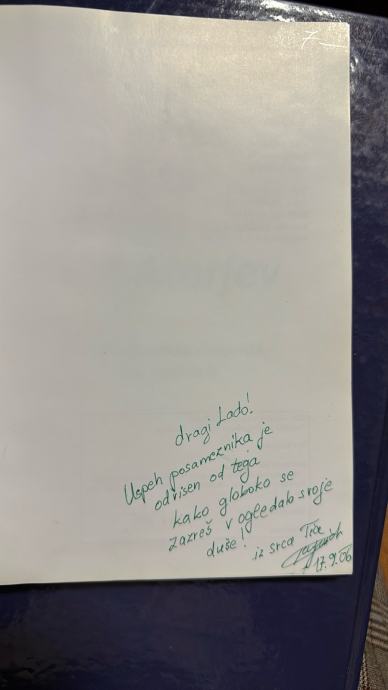 7
dragi Lado!
Uspeh posameznika je
odvisen od tega
kako globoko se
zazreš v ogledalo svoje
duše!
iz srca
17.9.06